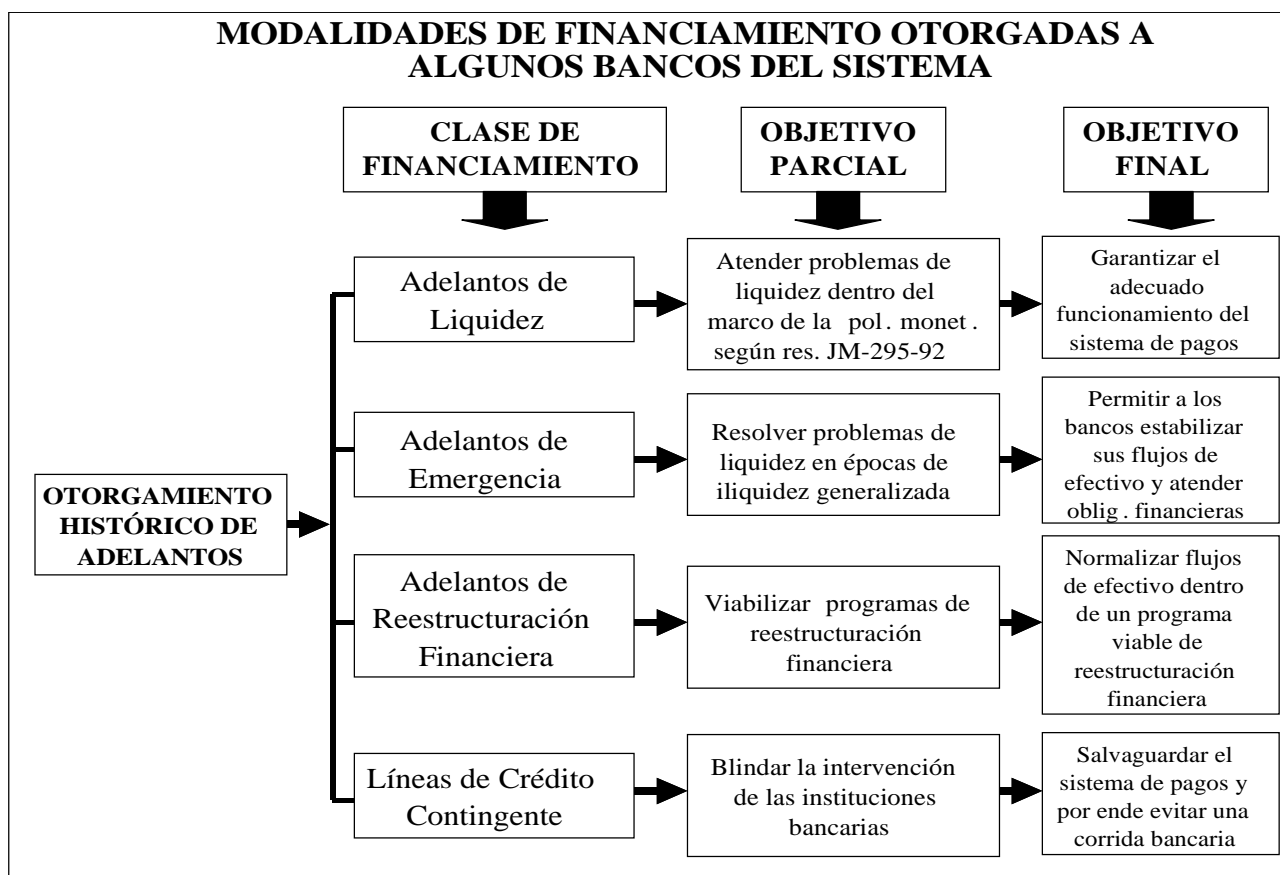 MODALIDADES DE FINANCIAMIENTO OTORGADAS A
ALGUNOS BANCOS DEL SISTEMA
CLASE DE
FINANCIAMIENTO
OBJETIVO
PARCIAL
OBJETIVO
FINAL
OTORGAMIENTO
HISTÓRICO DE
ADELANTOS
Adelantos de
Liquidez
Atender problemas de
liquidez dentro del
marco de la pol. monet.
según res. JM-295-92
Garantizar el
adecuado
funcionamiento del
sistema de pagos
Adelantos de
Emergencia
Resolver problemas de
liquidez en épocas de
iliquidez generalizada
Permitir a los
bancos estabilizar
sus flujos de
efectivo y atender
oblig. financieras
Adelantos de
Reestructuración
Financiera
Viabilizar programas de
reestructuración
financiera
Normalizar flujos
de efectivo dentro
de un programa
viable de
reestructuración
financiera
Líneas de Crédito
Contingente
Blindar la intervención
de las instituciones
bancarias
Salvaguardar el
sistema de pagos y
por ende evitar una
corrida bancaria